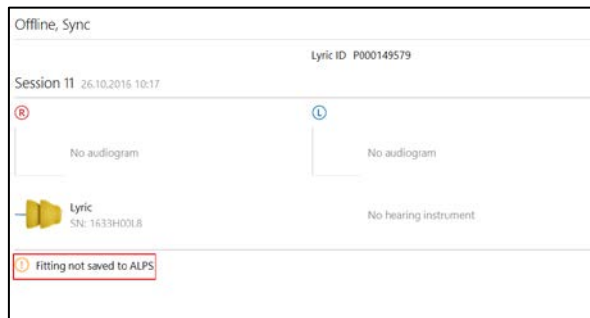 Offline, Sync
Lyric ID P000149579
Session 11 26.10.2016 10:17
R L
No audiogram No audiogram
Lyric
SN: 1633H00L8
No hearing instrument
! Fitting not saved to ALPS